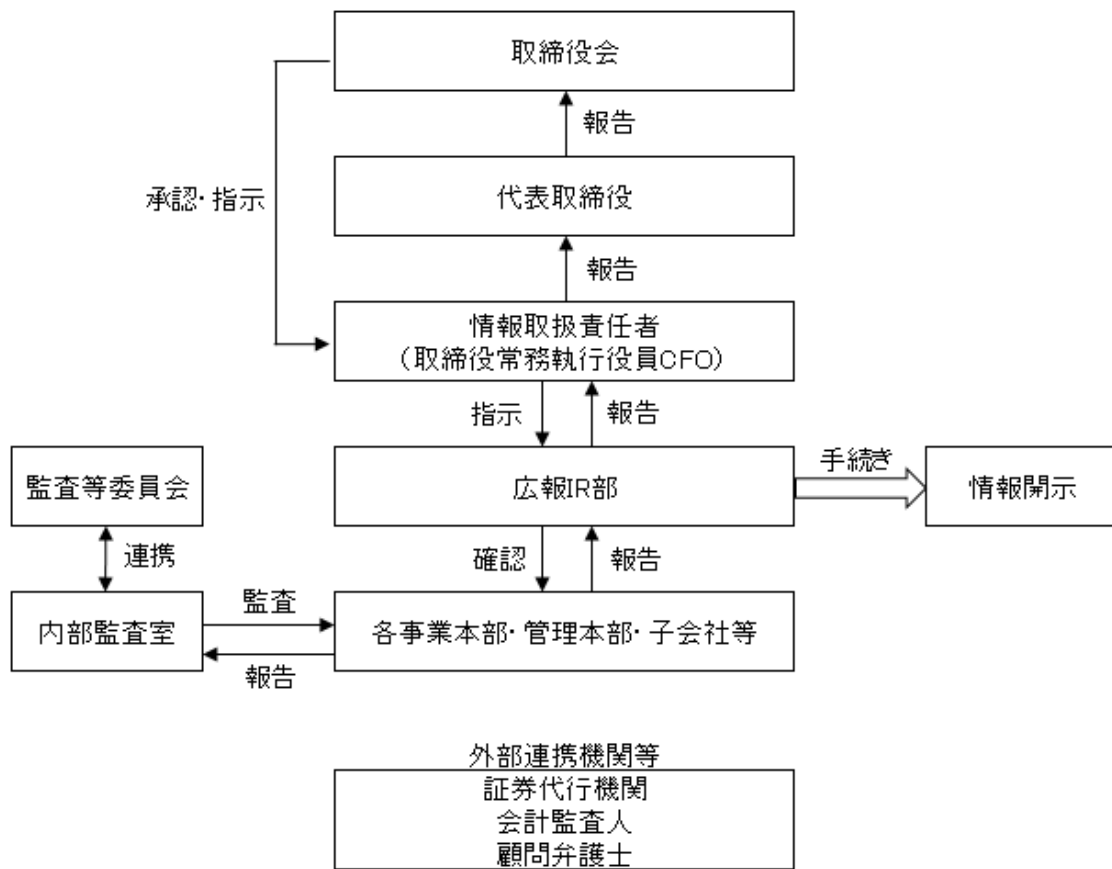 取締役会
報告
代表取締役
承認・指示
報告
情報取扱責任者
（取締役常務執行役員CFO）
指示
報告
監査等委員会
広報IR部
手続き
情報開示
連携
確認
報告
内部監査室
監査
各事業本部・管理本部・子会社等
報告
外部連携機関等
証券代行機関
会計監査人
顧問弁護士